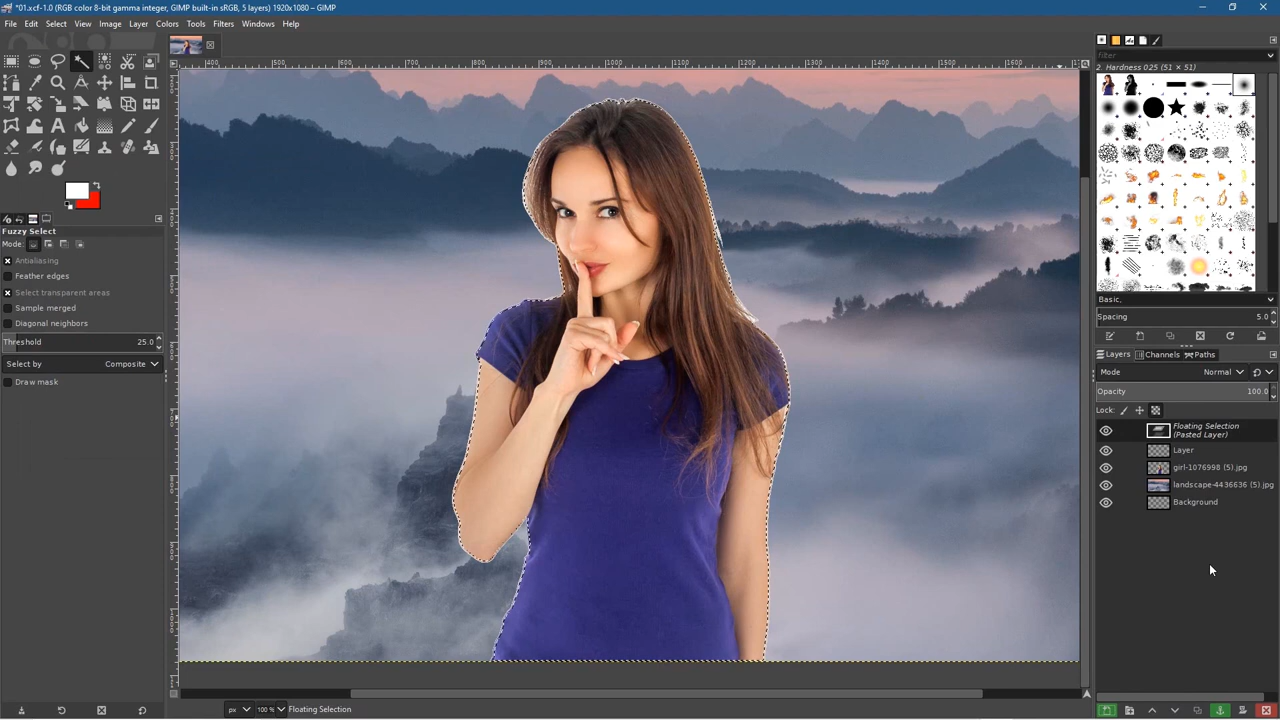 *01.xcf-1.0 (RGB color 8-bit gamma integer, GIMP built-in sRGB, 5 layers) 1920x1080 – GIMP
File Edit Select View Image Layer Colors Tools Filters Windows Help
filter
2. Hardness 025 (51 × 51)
Fuzzy Select
Mode:
Antialiasing
Feather edges
Select transparent areas
Sample merged
Diagonal neighbors
Threshold 25.0
Select by Composite
Draw mask
Basic,
Spacing 5.0
Layers Channels Paths
Mode Normal
Opacity 100.0
Lock:
Floating Selection
(Pasted Layer)
Layer
girl-1076998 (5).jpg
landscape-4436636 (5).jpg
Background
px 100 % Floating Selection